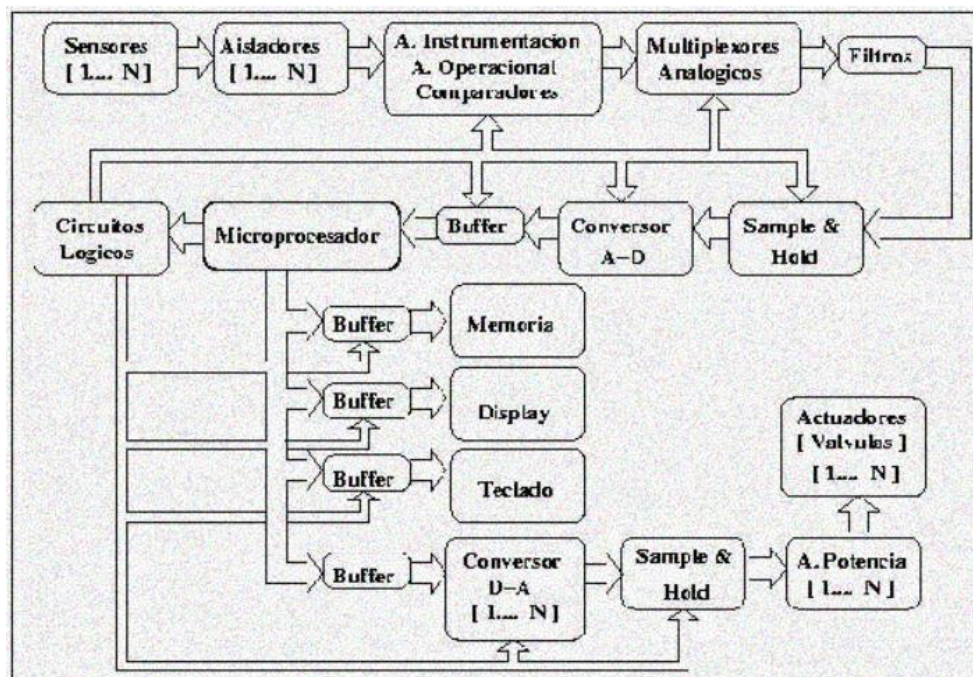 Sensores
[ 1.... N]
Aisladores
[ 1.... N]
A. Instrumentacion
A. Operacional
Comparadores
Multiplexores
Analogicos
Filtros
Circuitos
Logicos
Microprocesador
Buffer
Conversor
A-D
Sample &
Hold
Buffer
Memoria
Buffer
Display
Buffer
Teclado
Buffer
Conversor
D-A
[ 1.... N ]
Sample &
Hold
A. Potencia
[ 1.... N ]
Actuadores
[ Valvulas ]
[ 1.... N ]